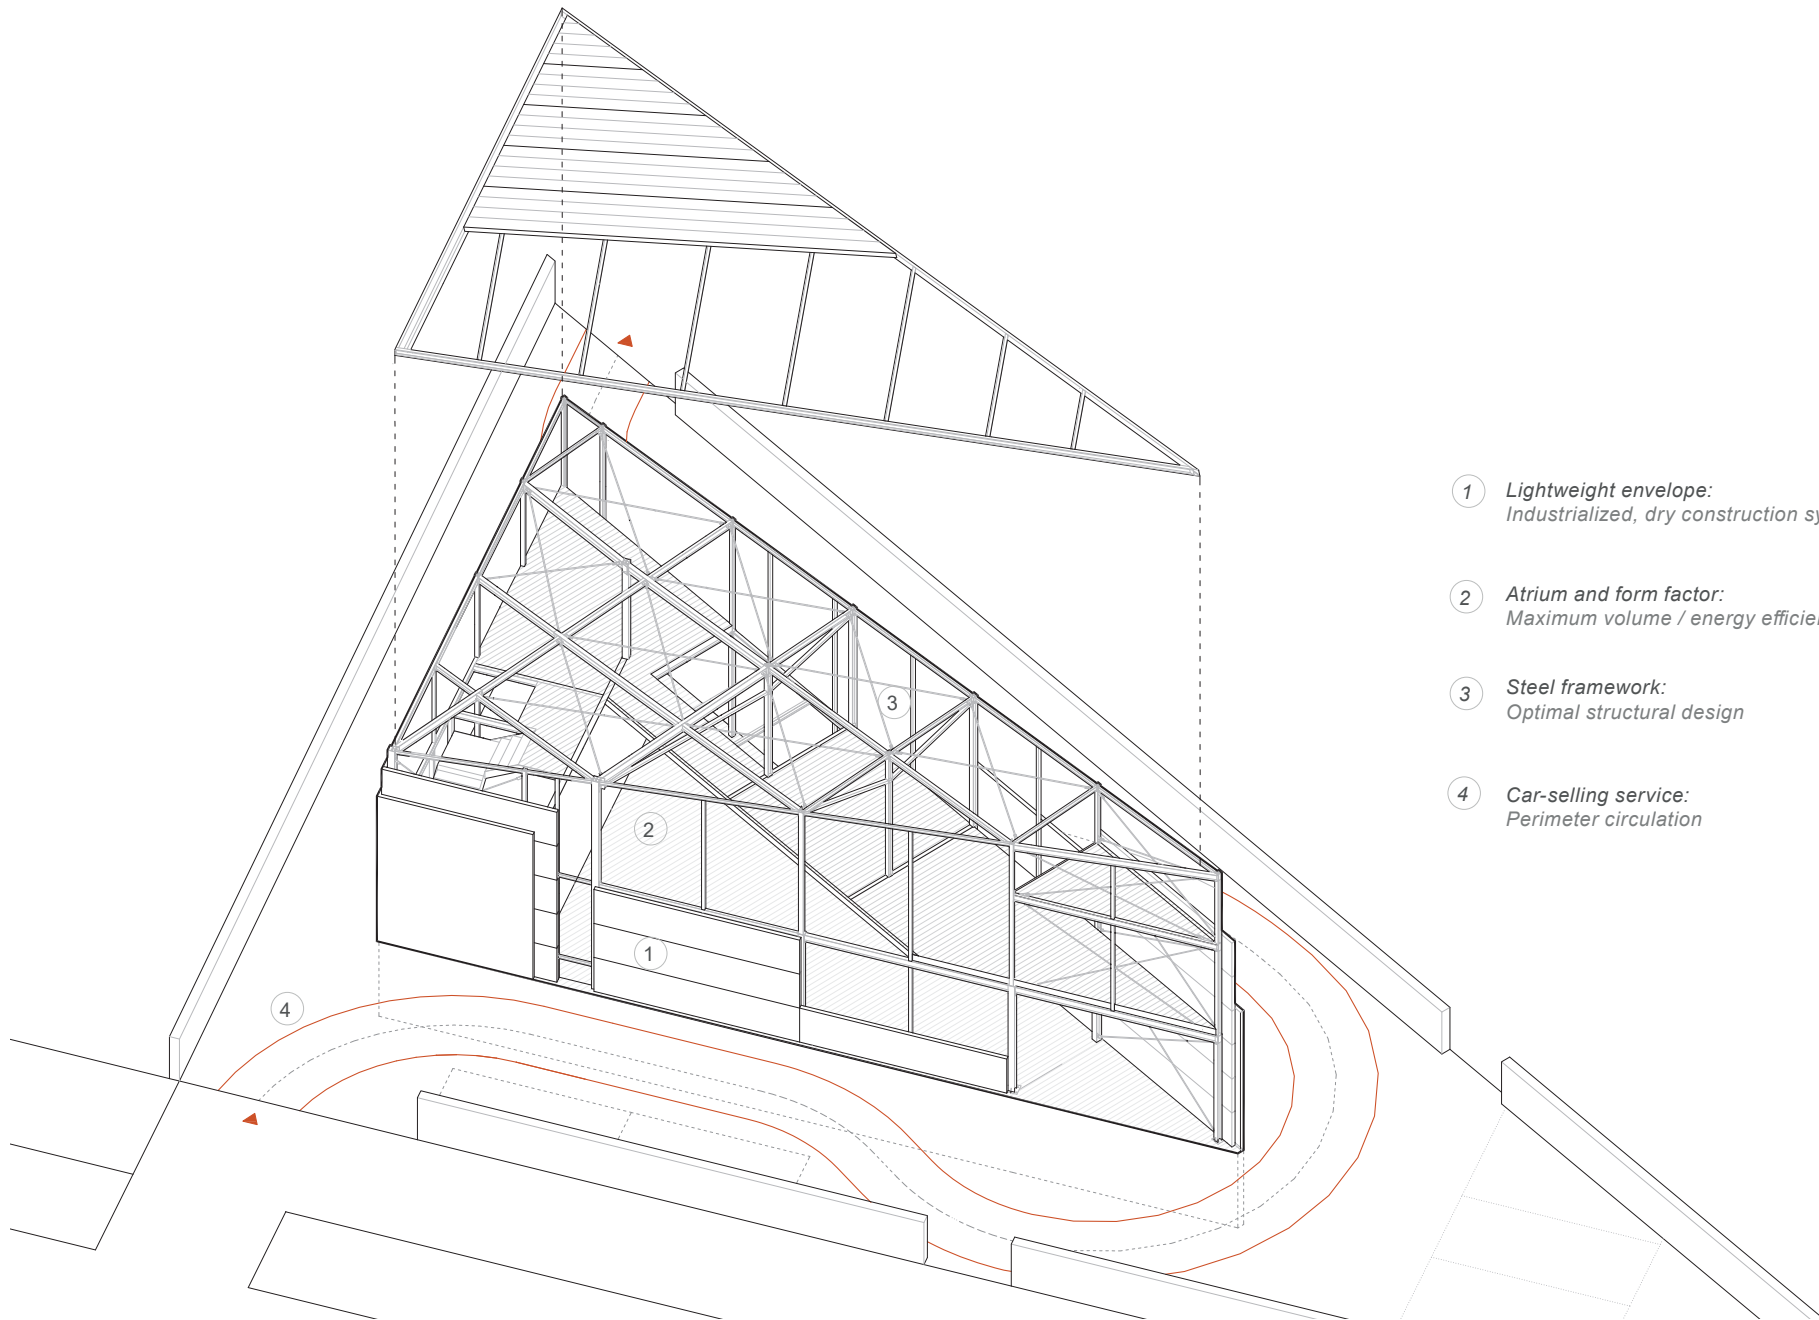 1 Lightweight envelope:
Industrialized, dry construction
2 Atrium and form factor:
Maximum volume / energy
3 Steel framework:
Optimal structural design
4 Car-selling service:
Perimeter circulation
3
2
1
4